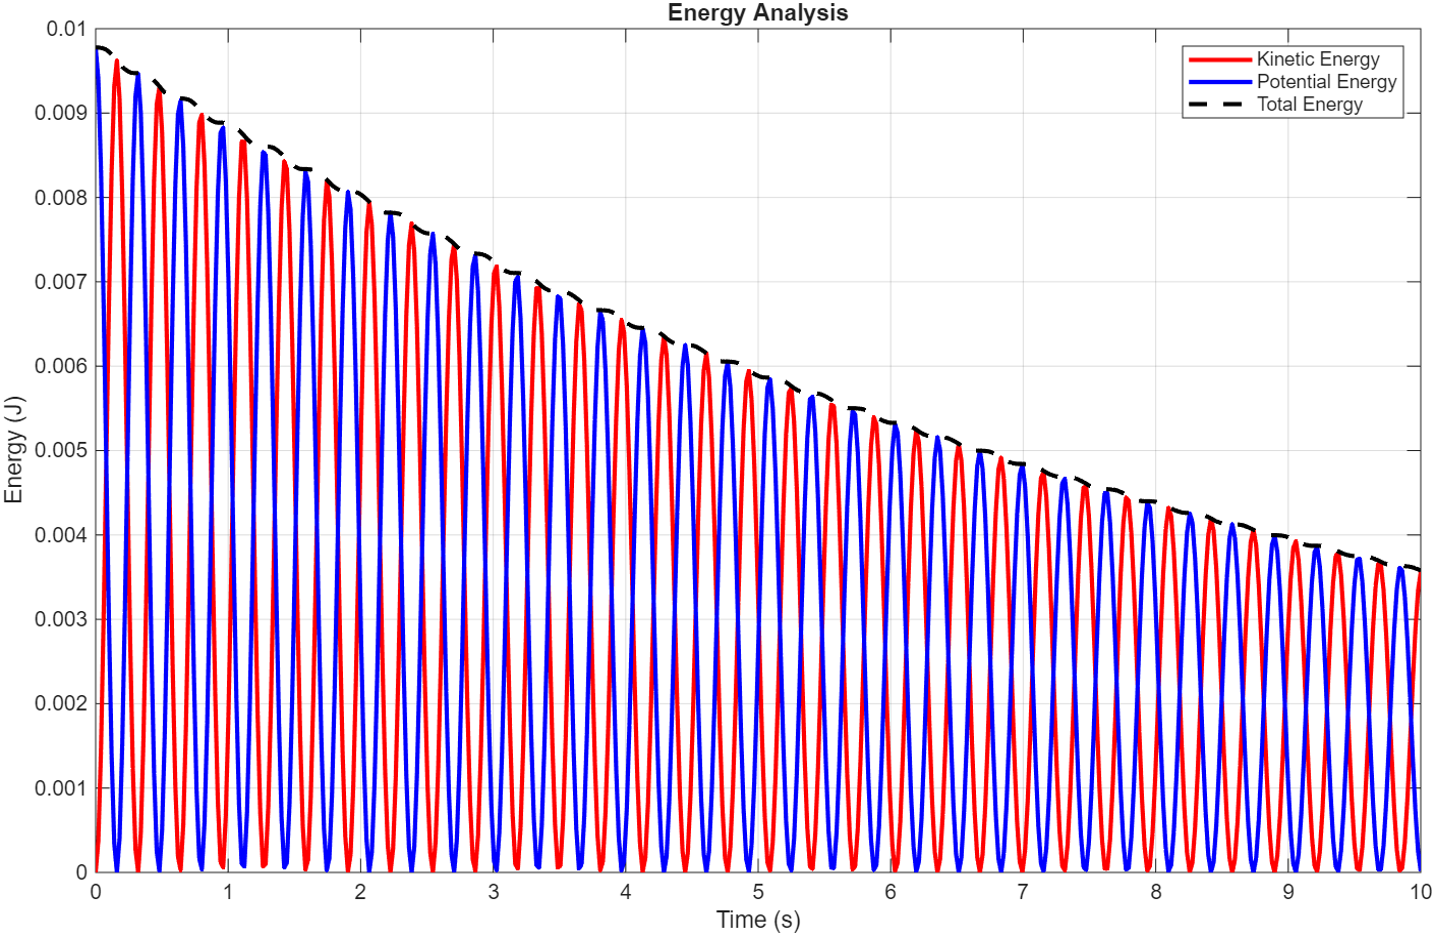 Energy Analysis
Kinetic Energy
Potential Energy
Total Energy
0.01
0.009
0.008
0.007
0.006
0.005
0.004
0.003
0.002
0.001
0
Energy (J)
0 1 2 3 4 5 6 7 8 9 10
Time (s)